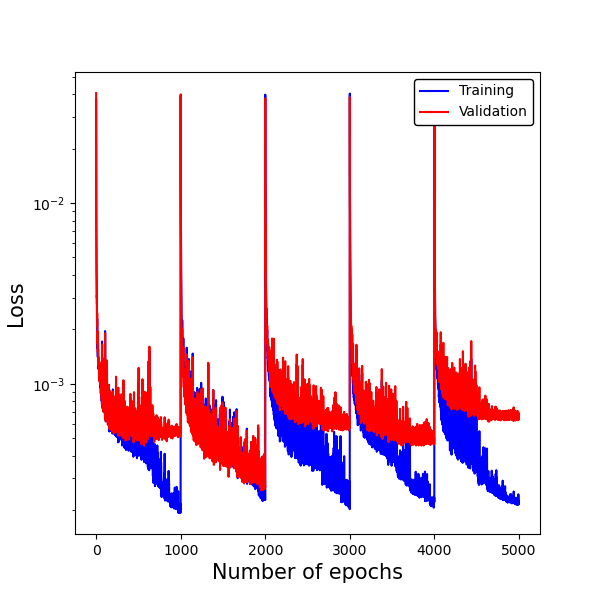 Training
Validation
Loss
10⁻²
10⁻³
0 1000 2000 3000 4000 5000
Number of epochs